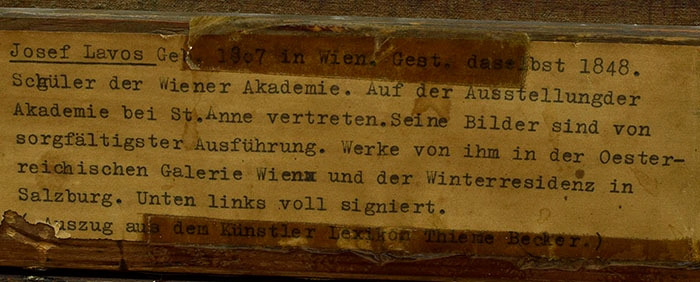 Josef Lavos Geb. 1807 in Wien. Gest. daselbst 1848.
Schüler der Wiener Akademie. Auf der Ausstellungder
Akademie bei St.Anne vertreten.Seine Bilder sind von
sorgfältigster Ausführung. Werke von ihm in der Oester-
reichischen Galerie Wien und der Winterresidenz in
Salzburg. Unten links voll signiert.
Auszug aus dem Künstler Lexikon Thieme Becker.)